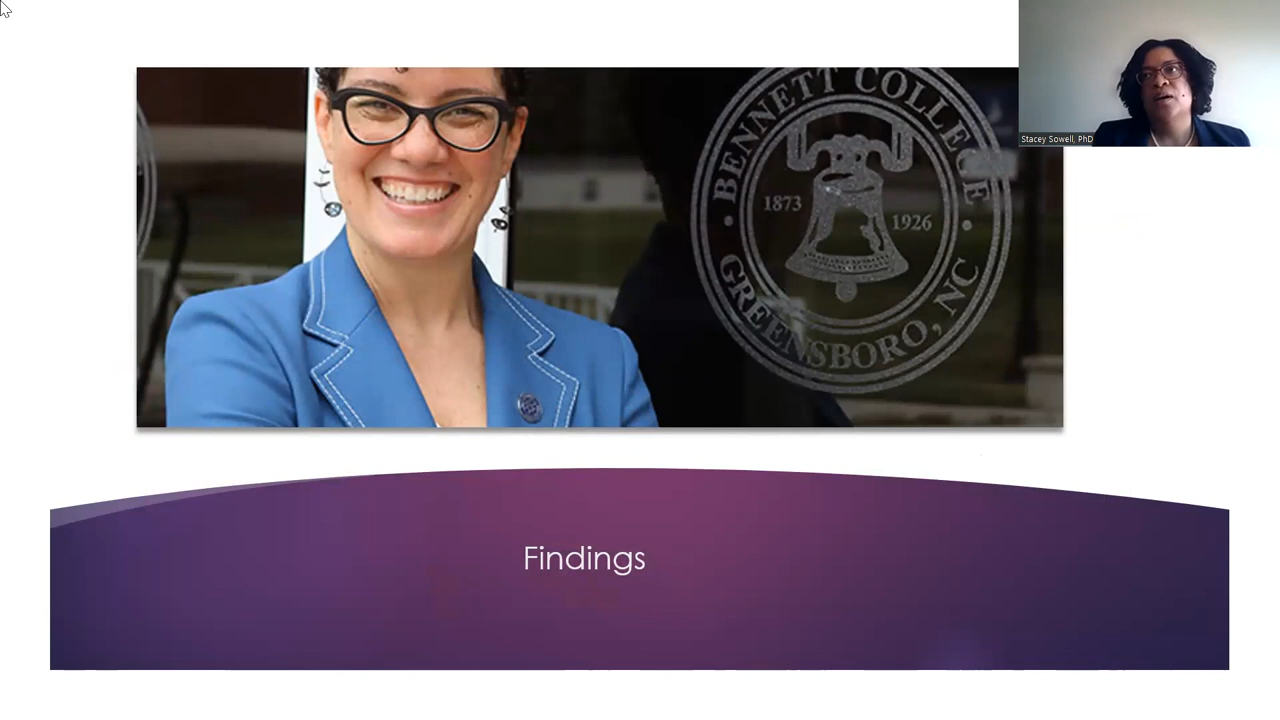 BENNETT COLLEGE
1873
1926
GREENSBORO, NC
Stacey Sowell, PhD
Findings